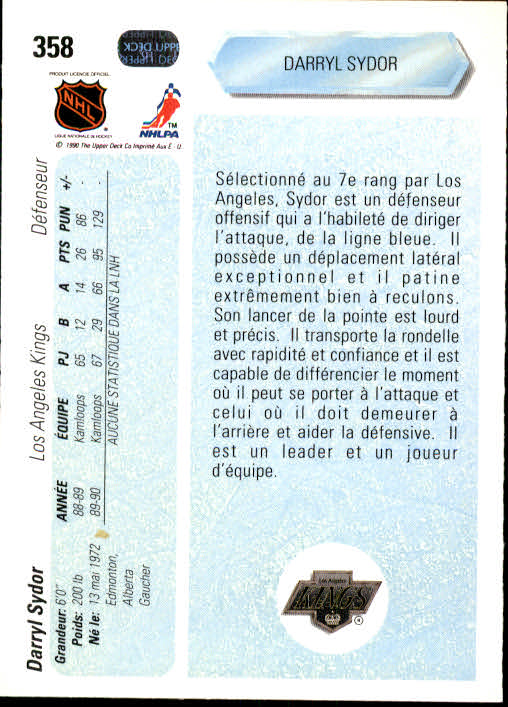 358
UPPER DECK
DARRYL SYDOR
PRODUIT LICENCIE OFFICIEL
NHL
LIGUE NATIONALE DE HOCKEY
TM
NHLPA
© 1990 The Upper Deck Co Imprimé Aux É. U.
Sélectionné au 7e rang par Los
Angeles, Sydor est un défenseur
offensif qui a l'habileté de diriger
l'attaque, de la ligne bleue. Il
possède un déplacement latéral
exceptionnel et il patine
extrêmement bien à reculons.
Son lancer de la pointe est lourd
et précis. Il transporte la rondelle
avec rapidité et confiance et il est
capable de différencier le moment
où il peut se porter à l'attaque et
celui où il doit demeurer à
l'arrière et aider la défensive. Il
est un leader et un joueur
d'équipe.
Los Angeles
KINGS
®
Darryl Sydor Los Angeles Kings Défenseur
Grandeur: 6'0" ANNÉE ÉQUIPE PJ B A PTS PUN +/-
Poids: 200 lb 88-89 Kamloops 65 12 14 26 86 -
Né le: 13 mai 1972 89-90 Kamloops 67 29 66 95 129 -
Edmonton, AUCUNE STATISTIQUE DANS LA LNH
Alberta
Gaucher